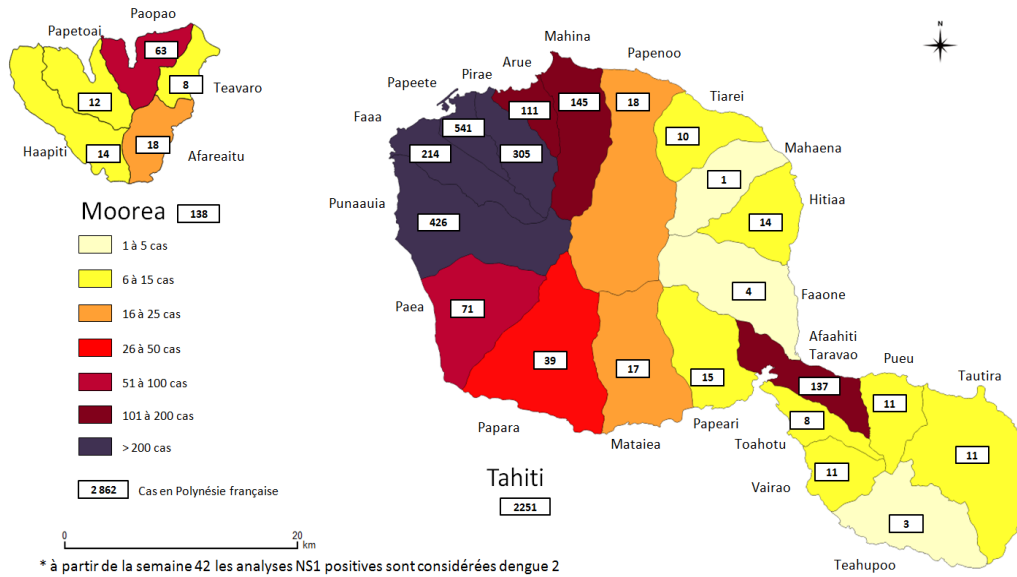 Paopao
Papetoai
63
8
Teavaro
12
18
14
Haapiti
Afareaitu
Moorea 138
1 à 5 cas
6 à 15 cas
16 à 25 cas
26 à 50 cas
51 à 100 cas
101 à 200 cas
> 200 cas
2 862 Cas en Polynésie française
0 20
km
N
Mahina
Arue
Papenoo
Pirae
Papeete
Faaa
Tiarei
Mahaena
Hitiaa
Punaauia
541
111
145
18
10
214
305
1
14
426
4
Faaone
Paea
71
39
17
15
Afaahiti
Taravao
137
Pueu
Tautira
11
Papara
Mataiea
Papeari
8
Toahotu
11
11
Vairao
3
Teahupoo
Tahiti
2251
* à partir de la semaine 42 les analyses NS1 positives sont considérées dengue 2